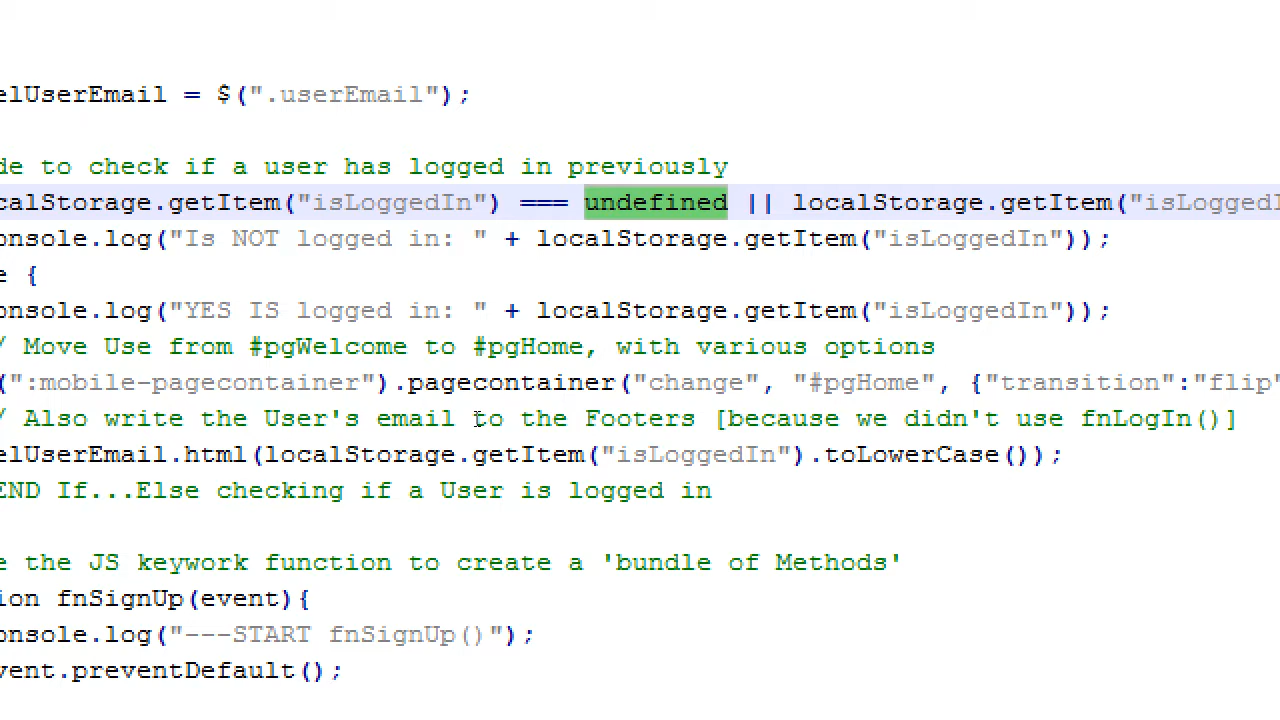 elUserEmail = $(".userEmail");
de to check if a user has logged in previously
calStorage.getItem("isLoggedIn") === undefined || localStorage.getItem("isLoggedI
onsole.log("Is NOT logged in: " + localStorage.getItem("isLoggedIn"));
e {
onsole.log("YES IS logged in: " + localStorage.getItem("isLoggedIn"));
/ Move Use from #pgWelcome to #pgHome, with various options
(":mobile-pagecontainer").pagecontainer("change", "#pgHome", {"transition":"flip"
/ Also write the User's email to the Footers [because we didn't use fnLogIn()]
elUserEmail.html(localStorage.getItem("isLoggedIn").toLowerCase());
END If...Else checking if a User is logged in
e the JS keywork function to create a 'bundle of Methods'
ion fnSignUp(event){
onsole.log("---START fnSignUp()");
vent.preventDefault();